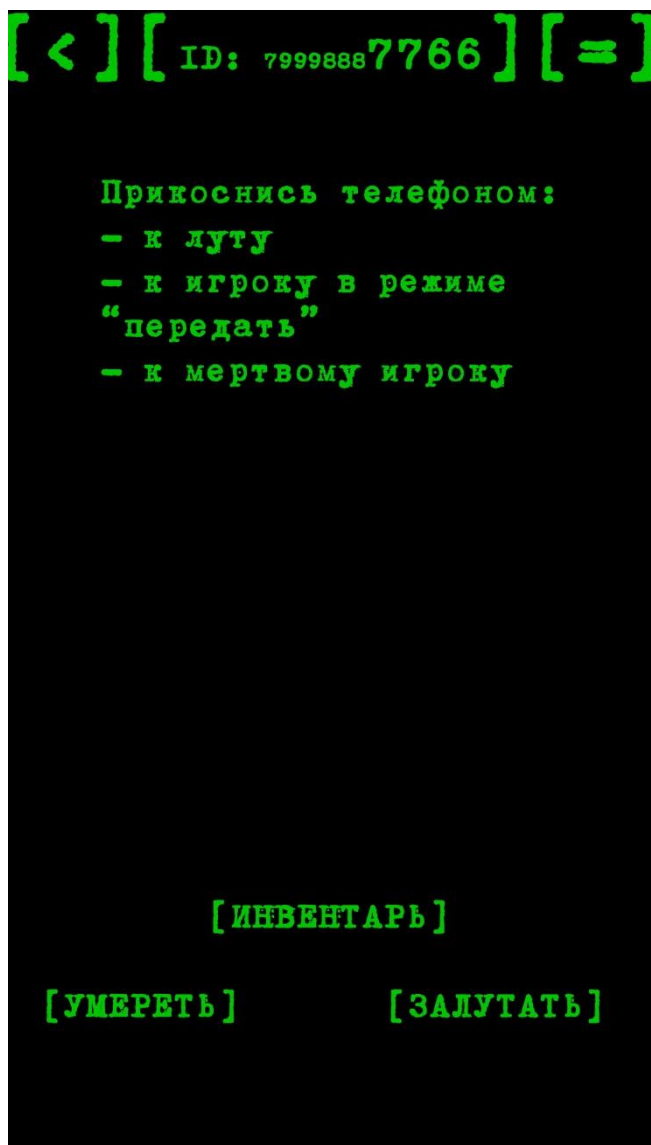 [<][ID: 79998887766][=]
Прикоснись телефоном:
— к луту
— к игроку в режиме
“передать”
— к мертвому игроку
[ИНВЕНТАРЬ]
[УМЕРЕТЬ] [ЗАЛУТАТЬ]